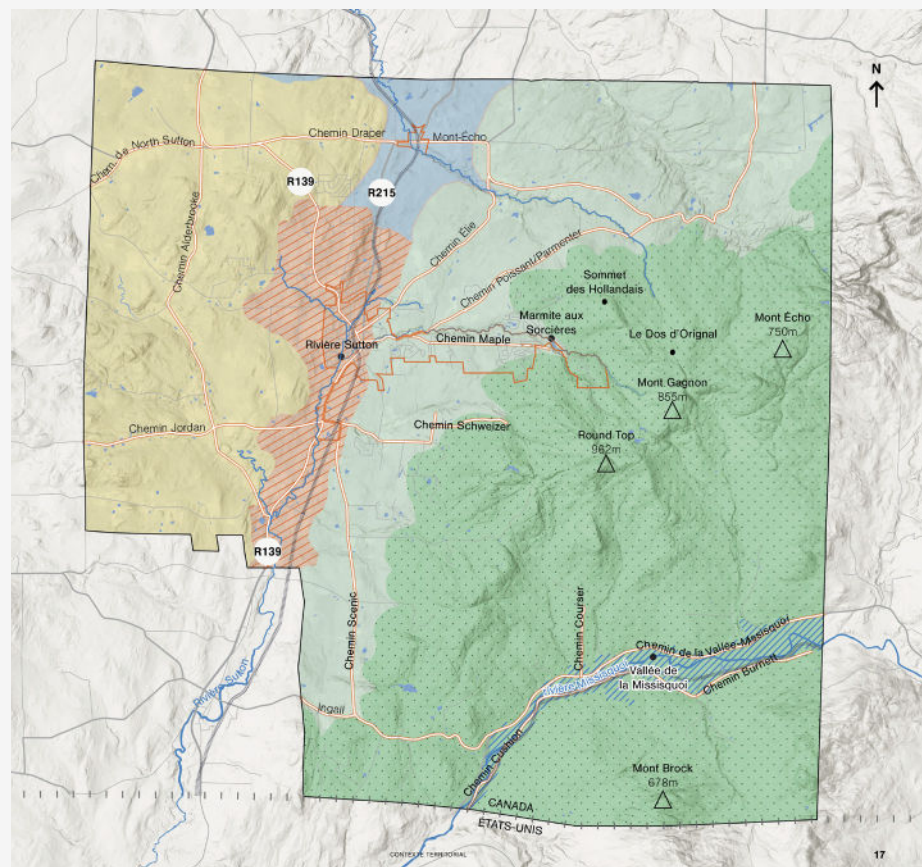 N
Chemin Draper
Mont-Écho
Chem. de North Sutton
R139
R215
Chemin Alderbrooke
Chemin Élie
Chemin Poissant/Parmenter
Sommet
des Hollandais
Marmite aux
Sorcières
Mont Écho
750m
Rivière Sutton
Chemin Maple
Le Dos d'Orignal
Mont Gagnon
855m
Chemin Jordan
Chemin Schweizer
Round Top
962m
R139
Chemin Scenic
Chemin Courser
Chemin de la Vallée-Missisquoi
Rivière Missisquoi
Vallée de
la Missisquoi
Chemin Burnett
Rivière Sutton
Ingall
Chemin Cushion
Mont Brock
678m
CANADA
ÉTATS-UNIS
CONTEXTE TERRITORIAL
17